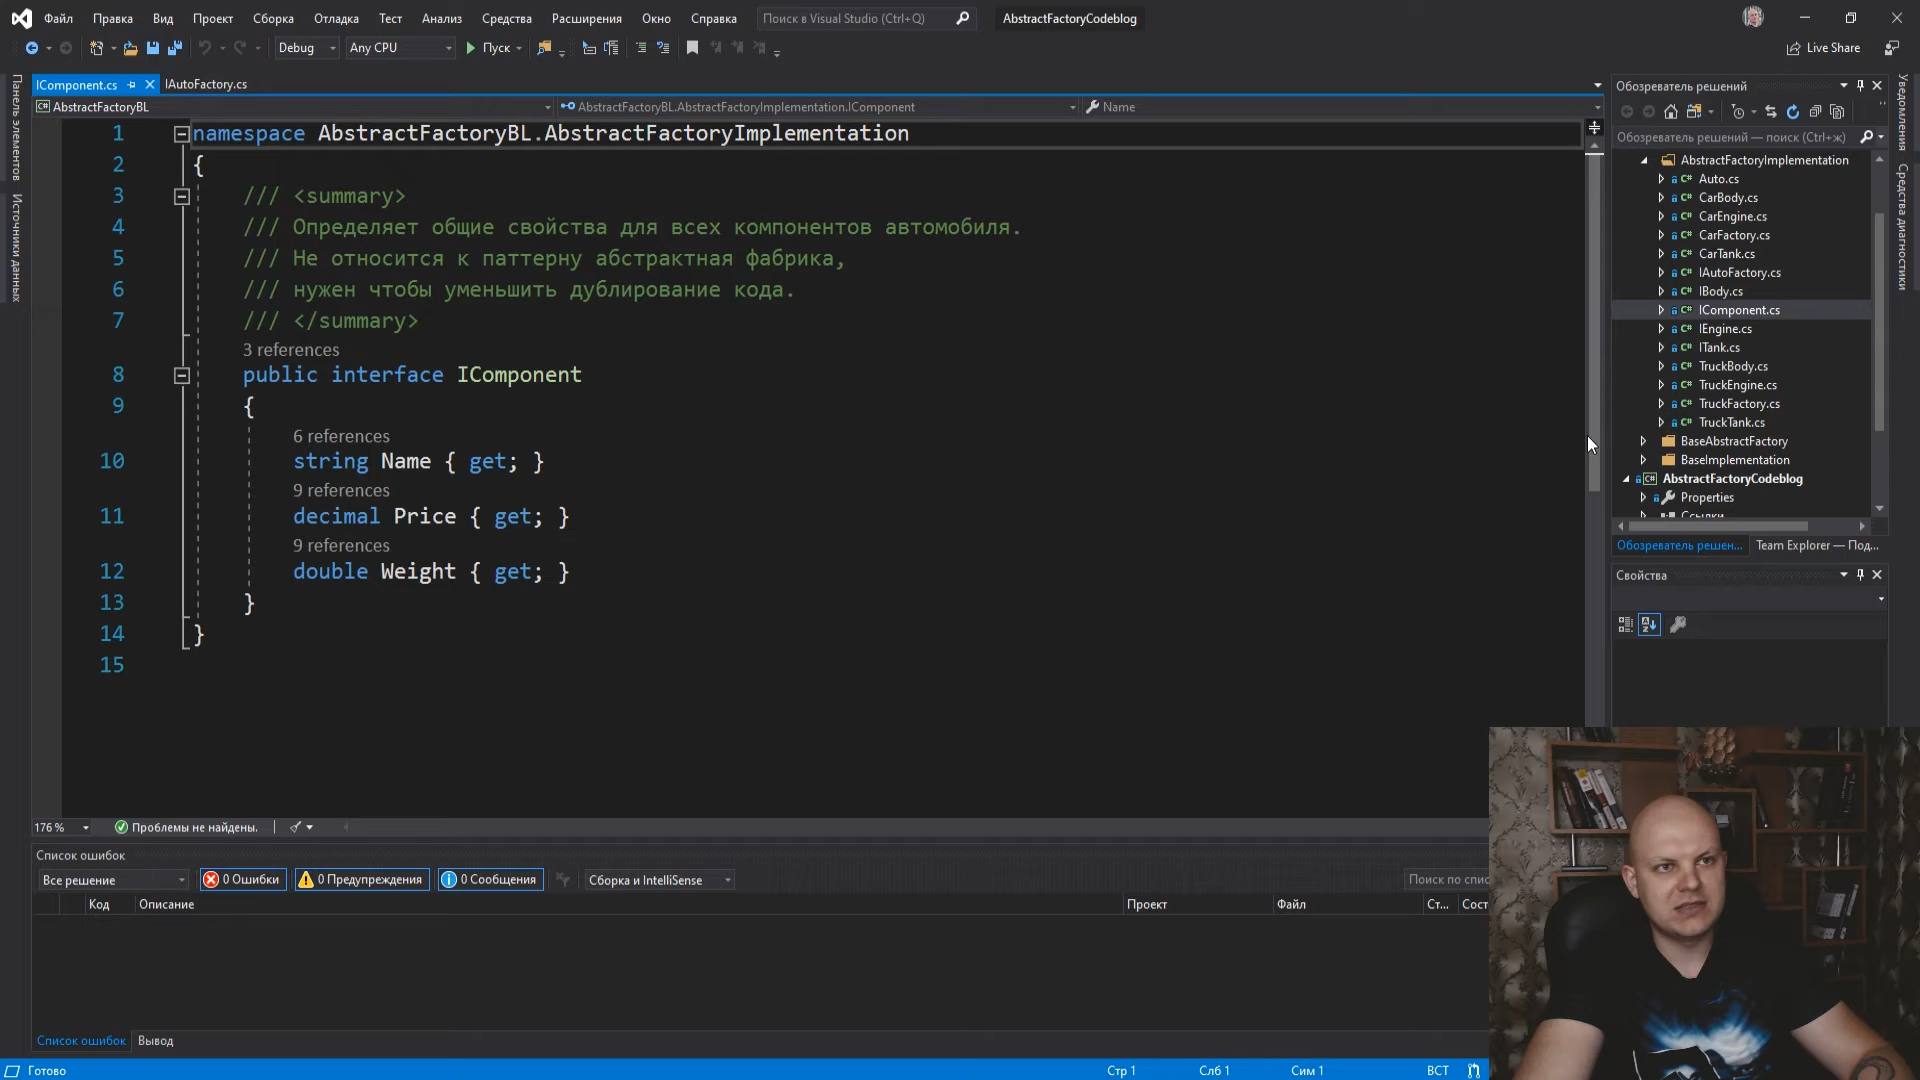 Файл Правка Вид Проект Сборка Отладка Тест Анализ Средства Расширения Окно Справка Поиск в Visual Studio (Ctrl+Q) AbstractFactoryCodeblog
Debug Any CPU Пуск Live Share
Панель элементов
Источники данных
IComponent.cs IAutoFactory.cs
AbstractFactoryBL AbstractFactoryBL.AbstractFactoryImplementation.IComponent Name
1 namespace AbstractFactoryBL.AbstractFactoryImplementation
2 {
3 /// <summary>
4 /// Определяет общие свойства для всех компонентов автомобиля.
5 /// Не относится к паттерну абстрактная фабрика,
6 /// нужен чтобы уменьшить дублирование кода.
7 /// </summary>
3 references
8 public interface IComponent
9 {
6 references
10 string Name { get; }
9 references
11 decimal Price { get; }
9 references
12 double Weight { get; }
13 }
14 }
15
176 % Проблемы не найдены.
Список ошибок
Все решение 0 Ошибки 0 Предупреждения 0 Сообщения Сборка и IntelliSense Поиск по спис
Код Описание Проект Файл Ст... Сост
Список ошибок Вывод
Готово Стр 1 Слб 1 Сим 1 ВСТ
Обозреватель решений
Обозреватель решений — поиск (Ctrl+ж)
AbstractFactoryImplementation
C# Auto.cs
C# CarBody.cs
C# CarEngine.cs
C# CarFactory.cs
C# CarTank.cs
C# IAutoFactory.cs
C# IBody.cs
C# IComponent.cs
C# IEngine.cs
C# ITank.cs
C# TruckBody.cs
C# TruckEngine.cs
C# TruckFactory.cs
C# TruckTank.cs
BaseAbstractFactory
BaseImplementation
C# AbstractFactoryCodeblog
Properties
Ссылки
Обозреватель решен... Team Explorer — Под...
Свойства
Уведомления
Средства диагностики